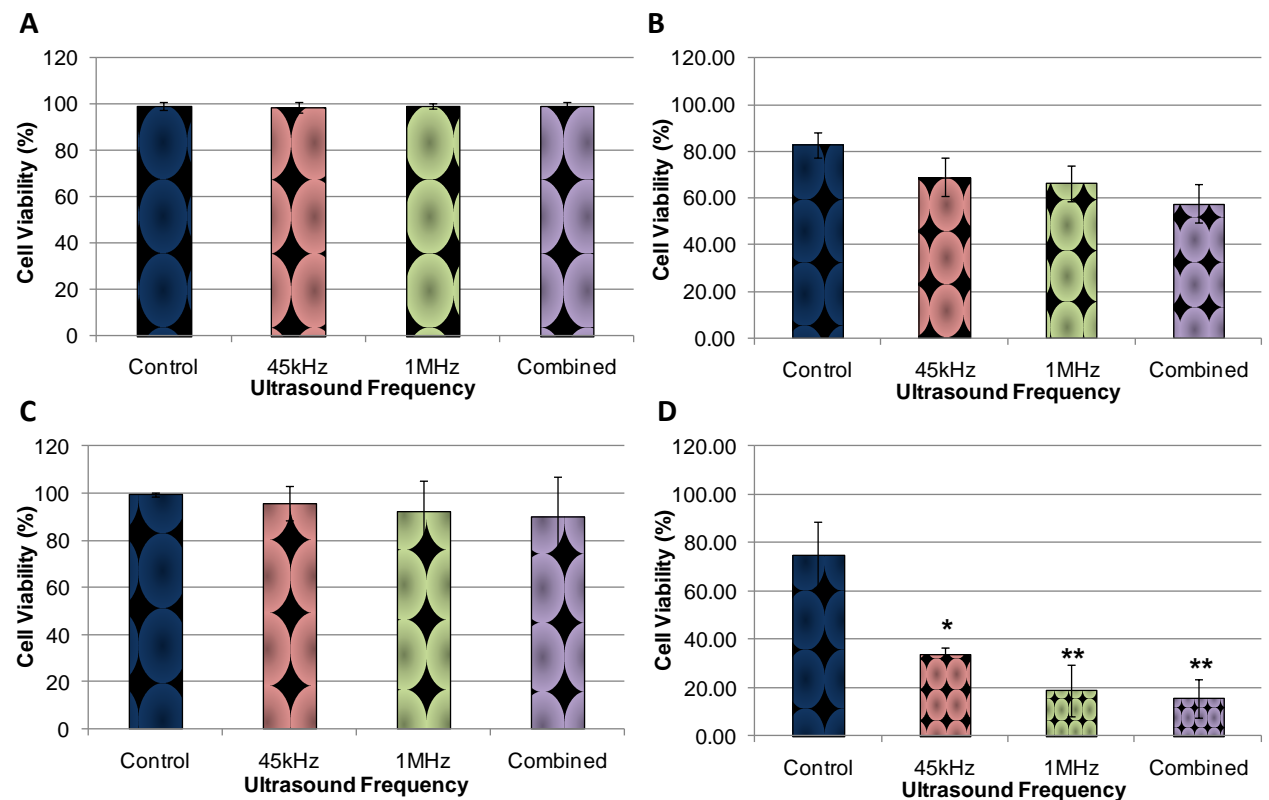 A
Cell Viability (%)
120
100
80
60
40
20
0
Control 45kHz 1MHz Combined
Ultrasound Frequency
B
Cell Viability (%)
120.00
100.00
80.00
60.00
40.00
20.00
0.00
Control 45kHz 1MHz Combined
Ultrasound Frequency
C
Cell Viability (%)
120
100
80
60
40
20
0
Control 45kHz 1MHz Combined
Ultrasound Frequency
D
Cell Viability (%)
120.00
100.00
80.00
60.00
40.00
20.00
0.00
*
**
**
Control 45kHz 1MHz Combined
Ultrasound Frequency